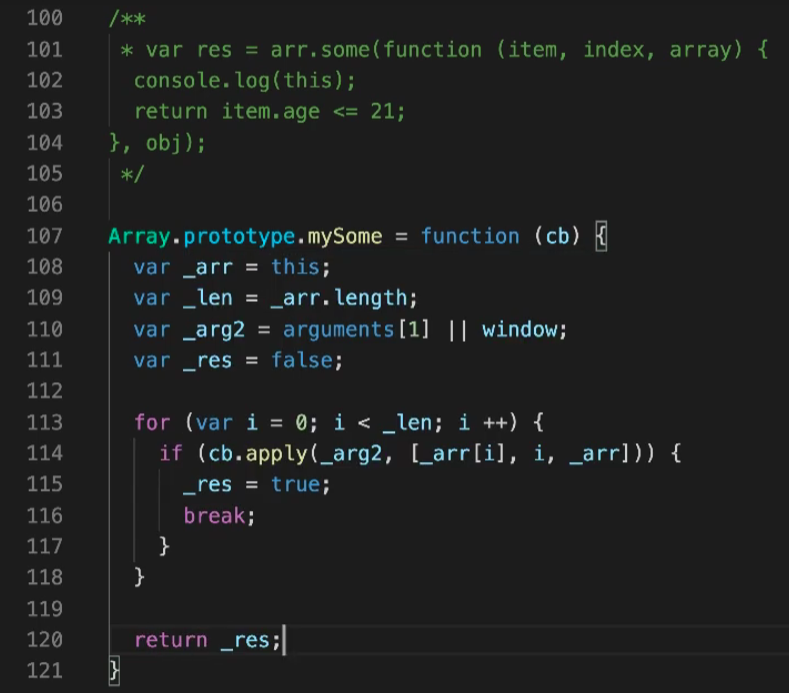 100 /**
101 * var res = arr.some(function (item, index, array) {
102 console.log(this);
103 return item.age <= 21;
104 }, obj);
105 */
106
107 Array.prototype.mySome = function (cb) {
108 var _arr = this;
109 var _len = _arr.length;
110 var _arg2 = arguments[1] || window;
111 var _res = false;
112
113 for (var i = 0; i < _len; i ++) {
114 if (cb.apply(_arg2, [_arr[i], i, _arr])) {
115 _res = true;
116 break;
117 }
118 }
119
120 return _res;
121 }